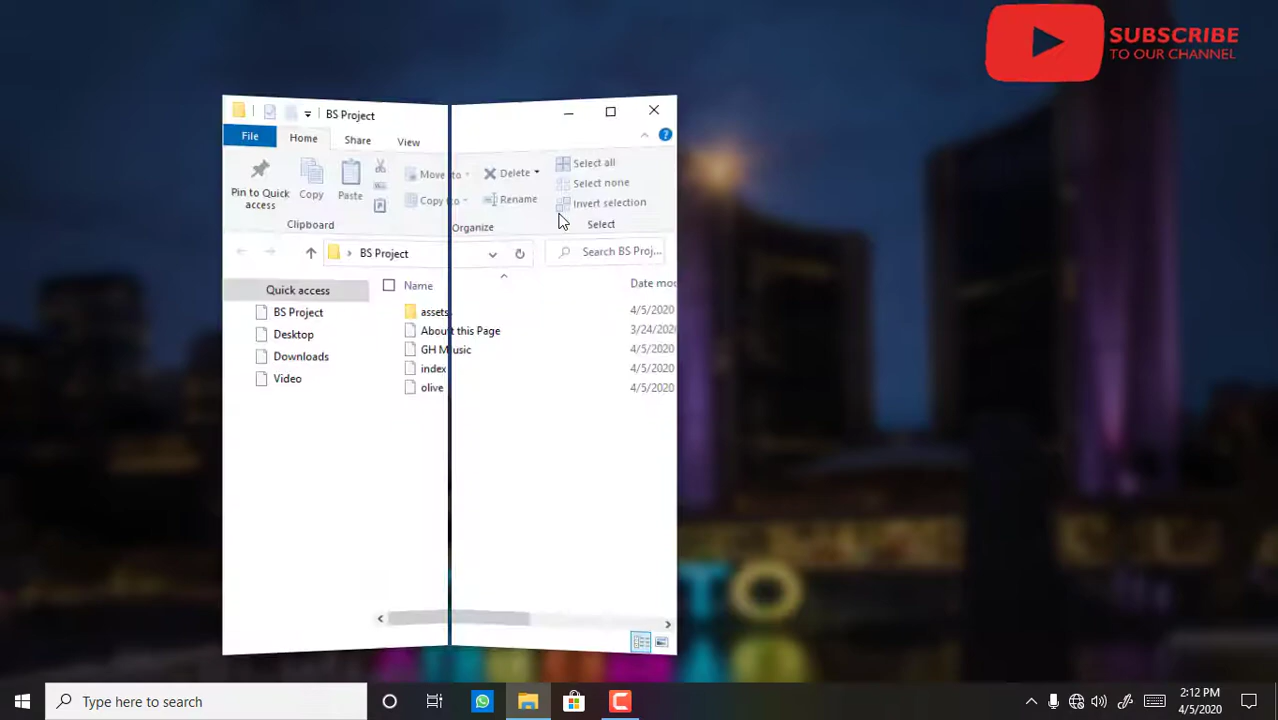 SUBSCRIBE
TO OUR CHANNEL
BS Project
File Home Share View
Pin to Quick access
Copy
Paste
Move to
Copy to
Delete
Rename
Select all
Select none
Invert selection
Clipboard
Organize
Select
BS Project
Search BS Proj...
Quick access
BS Project
Desktop
Downloads
Video
Name Date mo
assets 4/5/2020
About this Page 3/24/202
GH Music 4/5/2020
index 4/5/2020
olive 4/5/2020
TO
Type here to search
2:12 PM
4/5/2020